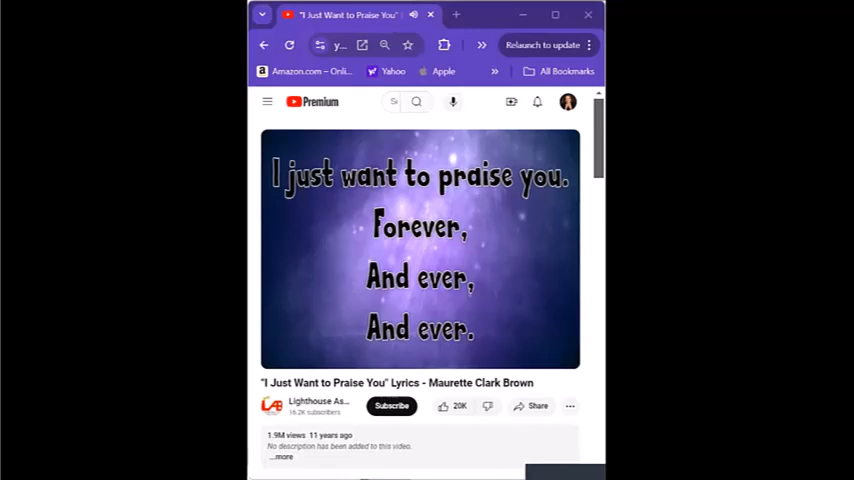 "I Just Want to Praise You"
y...
Relaunch to update
Amazon.com – Onli...
Yahoo
Apple
All Bookmarks
Premium
I just want to praise you.
Forever,
And ever,
And ever.
"I Just Want to Praise You" Lyrics - Maurette Clark Brown
Lighthouse As...
16.2K subscribers
Subscribe
20K
Share
1.9M views 11 years ago
No description has been added to this video.
...more